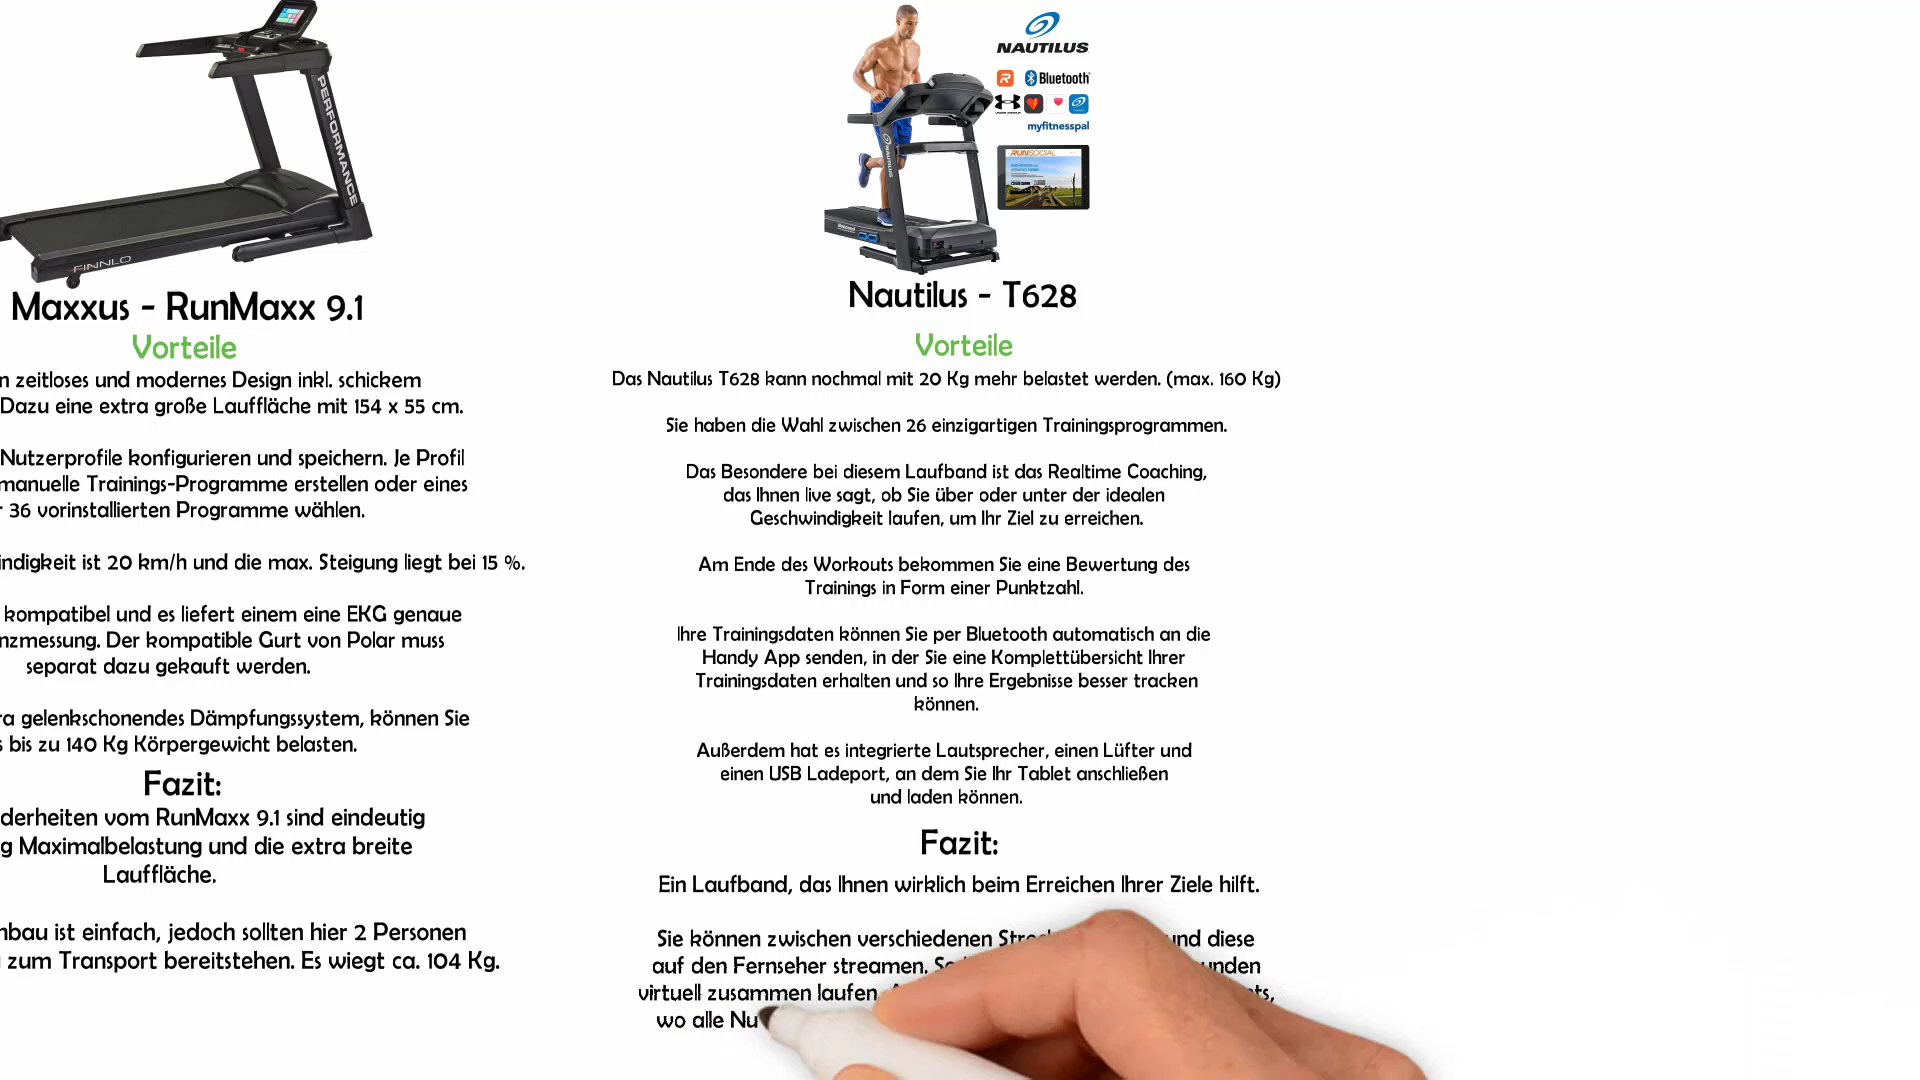 PERFORMANCE
FINNLO
Maxxus - RunMaxx 9.1
Vorteile
zeitloses und modernes Design inkl. schickem
Dazu eine extra große Lauffläche mit 154 x 55 cm.
Nutzerprofile konfigurieren und speichern. Je Profil
manuelle Trainings-Programme erstellen oder eines
36 vorinstallierten Programme wählen.
ist 20 km/h und die max. Steigung liegt bei 15 %.
kompatibel und es liefert einem eine EKG genaue
Der kompatible Gurt von Polar muss
separat dazu gekauft werden.
gelenkschonendes Dämpfungssystem, können Sie
bis zu 140 Kg Körpergewicht belasten.
Fazit:
vom RunMaxx 9.1 sind eindeutig
Maximalbelastung und die extra breite
Lauffläche.
ist einfach, jedoch sollten hier 2 Personen
zum Transport bereitstehen. Es wiegt ca. 104 Kg.
NAUTILUS
R Bluetooth
myfitnesspal
RUNSOCIAL
NAUTILUS
Nautilus - T628
Vorteile
Das Nautilus T628 kann nochmal mit 20 Kg mehr belastet werden. (max. 160 Kg)
Sie haben die Wahl zwischen 26 einzigartigen Trainingsprogrammen.
Das Besondere bei diesem Laufband ist das Realtime Coaching,
das Ihnen live sagt, ob Sie über oder unter der idealen
Geschwindigkeit laufen, um Ihr Ziel zu erreichen.
Am Ende des Workouts bekommen Sie eine Bewertung des
Trainings in Form einer Punktzahl.
Ihre Trainingsdaten können Sie per Bluetooth automatisch an die
Handy App senden, in der Sie eine Komplettübersicht Ihrer
Trainingsdaten erhalten und so Ihre Ergebnisse besser tracken
können.
Außerdem hat es integrierte Lautsprecher, einen Lüfter und
einen USB Ladeport, an dem Sie Ihr Tablet anschließen
und laden können.
Fazit:
Ein Laufband, das Ihnen wirklich beim Erreichen Ihrer Ziele hilft.
Sie können zwischen verschiedenen und diese
auf den Fernseher streamen.
virtuell zusammen laufen
wo alle